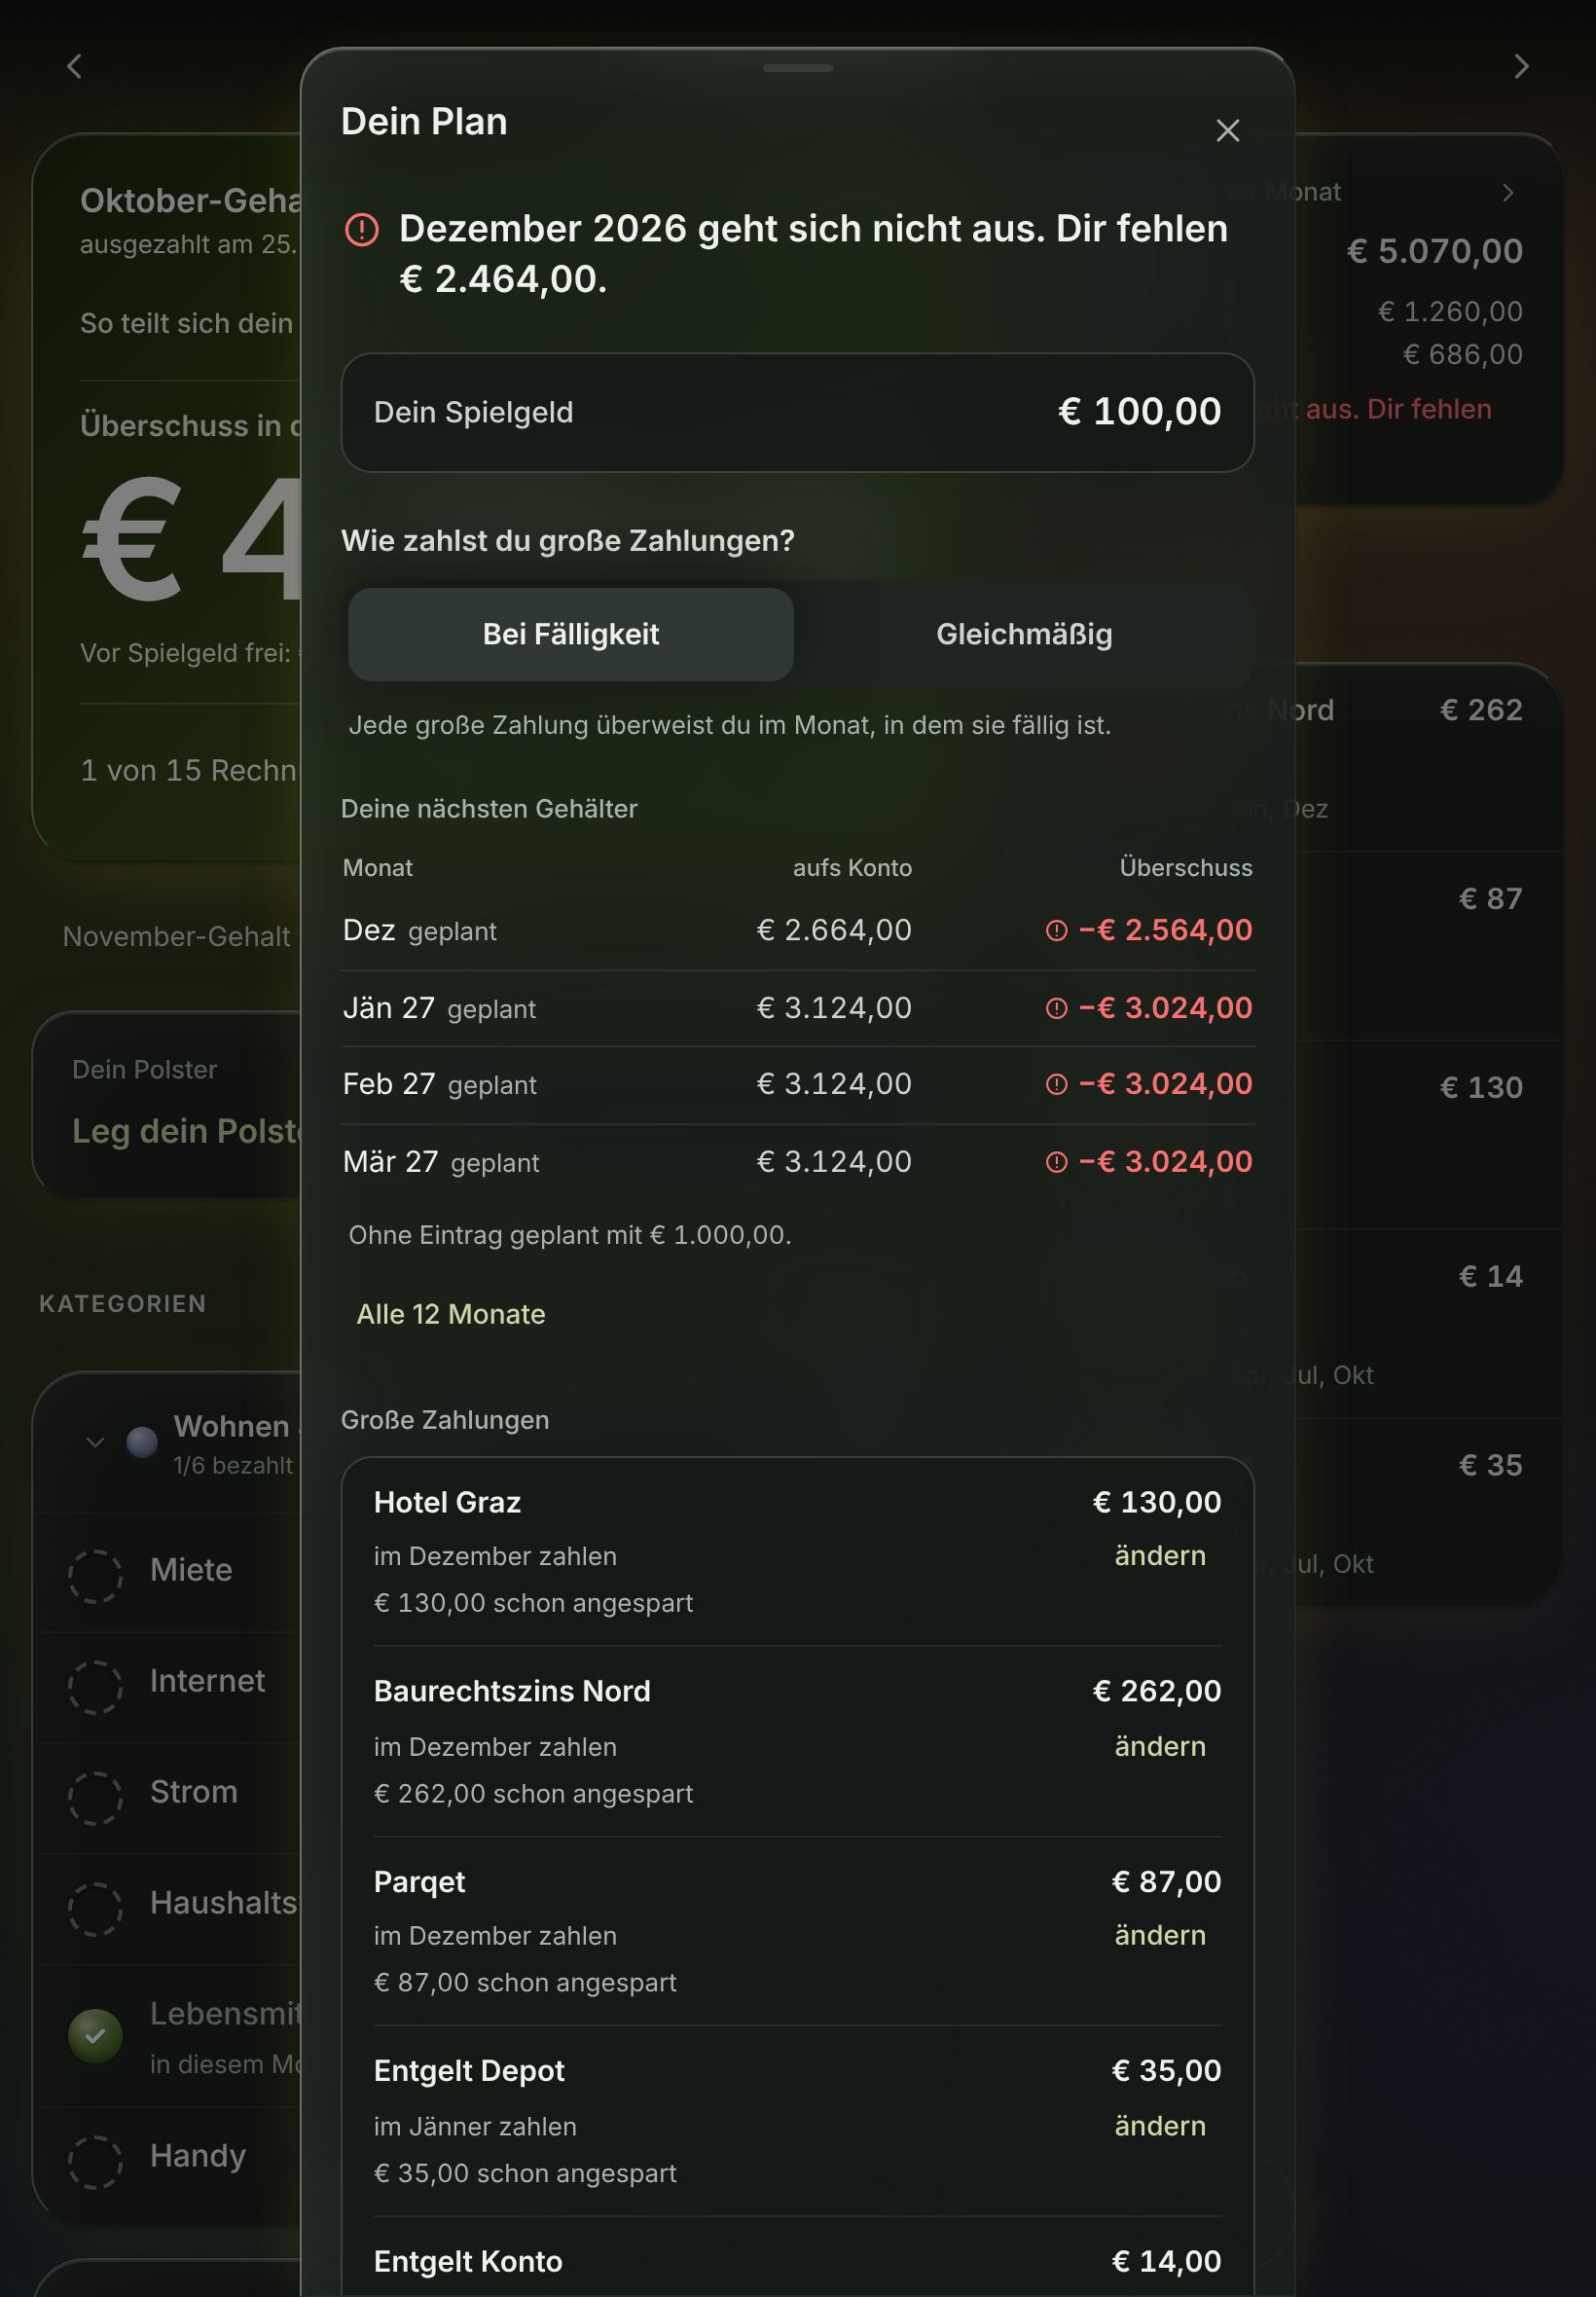 Dein Plan
Dezember 2026 geht sich nicht aus. Dir fehlen
€ 2.464,00.
Dein Spielgeld € 100,00
Wie zahlst du große Zahlungen?
Bei Fälligkeit Gleichmäßig
Jede große Zahlung überweist du im Monat, in dem sie fällig ist.
Deine nächsten Gehälter
Monat aufs Konto Überschuss
Dez geplant € 2.664,00 −€ 2.564,00
Jän 27 geplant € 3.124,00 −€ 3.024,00
Feb 27 geplant € 3.124,00 −€ 3.024,00
Mär 27 geplant € 3.124,00 −€ 3.024,00
Ohne Eintrag geplant mit € 1.000,00.
Alle 12 Monate
Große Zahlungen
Hotel Graz € 130,00
im Dezember zahlen ändern
€ 130,00 schon angespart
Baurechtszins Nord € 262,00
im Dezember zahlen ändern
€ 262,00 schon angespart
Parqet € 87,00
im Dezember zahlen ändern
€ 87,00 schon angespart
Entgelt Depot € 35,00
im Jänner zahlen ändern
€ 35,00 schon angespart
Entgelt Konto € 14,00
Oktober-Geha
ausgezahlt am 25.
So teilt sich dein
Überschuss in d
€ 4
Vor Spielgeld frei:
1 von 15 Rechn
November-Gehalt
Dein Polster
Leg dein Polste
KATEGORIEN
Wohnen
1/6 bezahlt
Miete
Internet
Strom
Haushalts
Lebensmit
in diesem Mo
Handy
Monat
€ 5.070,00
€ 1.260,00
€ 686,00
cht aus. Dir fehlen
Nord € 262
Dez
€ 87
€ 130
€ 14
Jul, Okt
€ 35
Jul, Okt